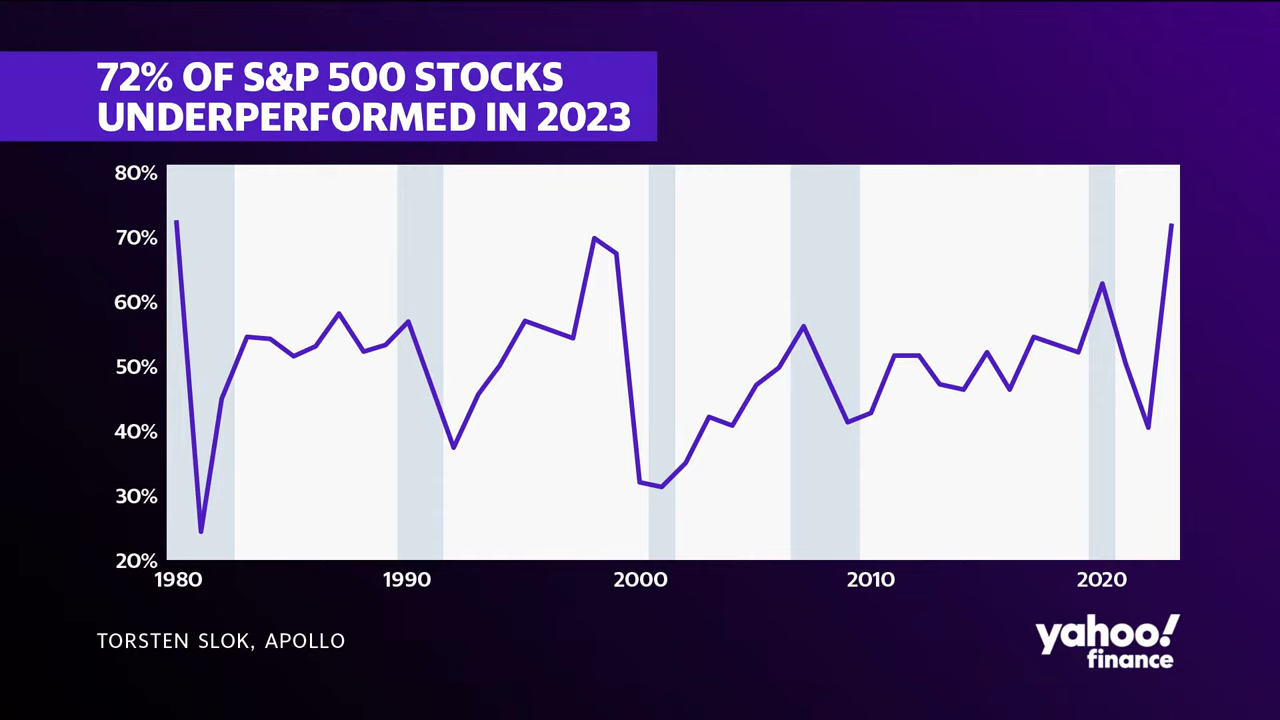 72% OF S&P 500 STOCKS
UNDERPERFORMED IN 2023
80%
70%
60%
50%
40%
30%
20%
1980 1990 2000 2010 2020
TORSTEN SLOK, APOLLO
yahoo!
finance